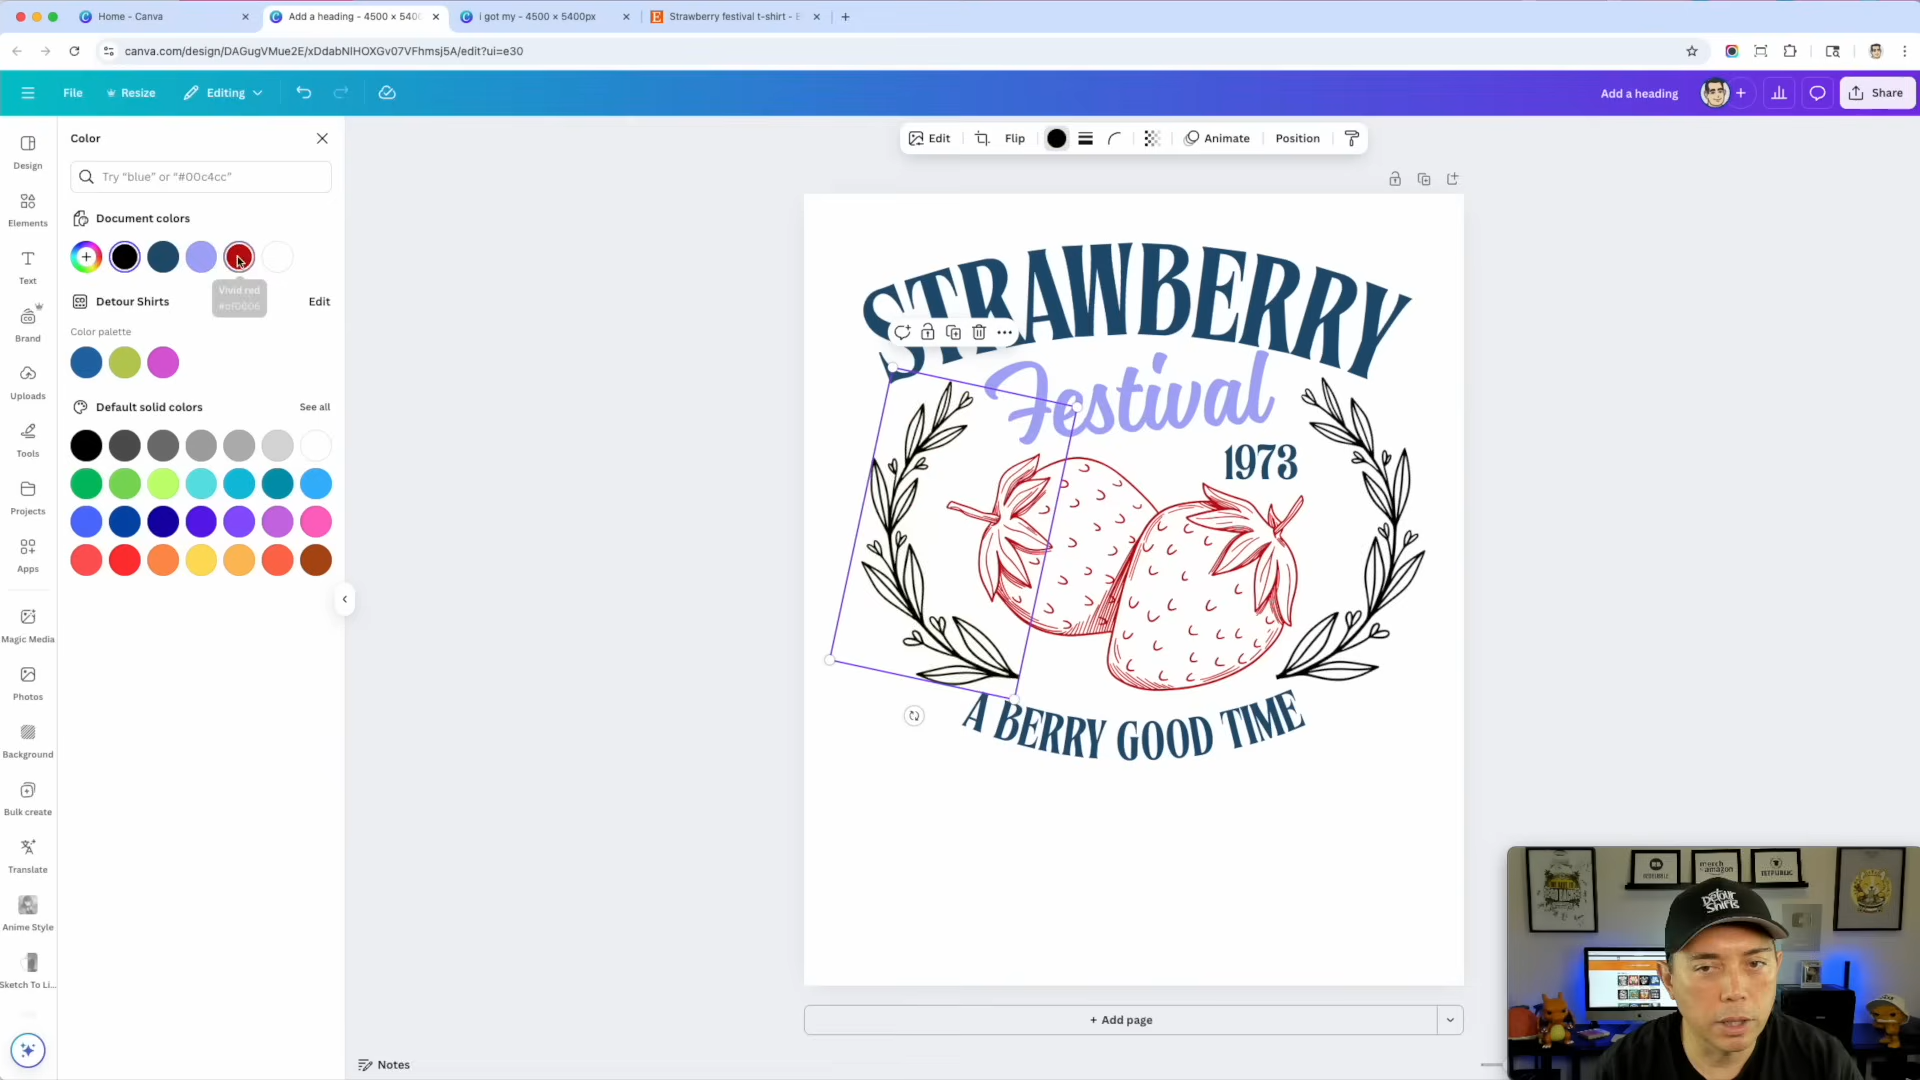 Home - Canva
Add a heading - 4500 × 540
i got my - 4500 × 5400px
Strawberry festival t-shirt - E
canva.com/design/DAGugVMue2E/xDdabNlHOXGv07VFhmsj5A/edit?ui=e30
File
Resize
Editing
Add a heading
Share
Design
Elements
Text
Brand
Uploads
Tools
Projects
Apps
Magic Media
Photos
Background
Bulk create
Translate
Anime Style
Sketch To Li...
Color
Try “blue” or “#00c4cc”
Document colors
Vivid red
Detour Shirts
Edit
Color palette
Default solid colors
See all
Edit
Flip
Animate
Position
STRAWBERRY
Festival
1973
A BERRY GOOD TIME
+ Add page
Notes
Detour
Shirts